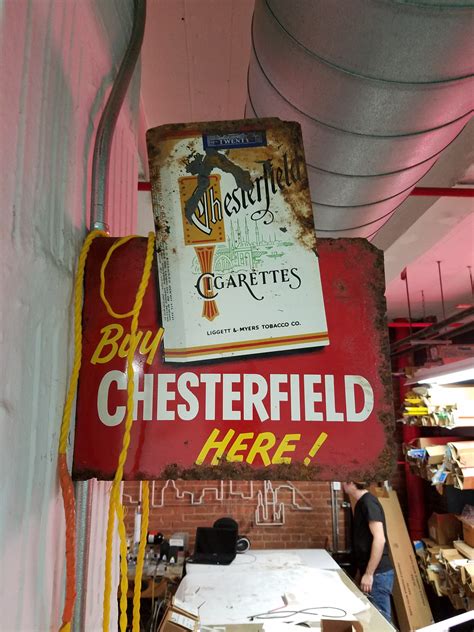 TWENTY
Chesterfield
CIGARETTES
LIGGETT & MYERS TOBACCO CO.
Buy
CHESTERFIELD
HERE!